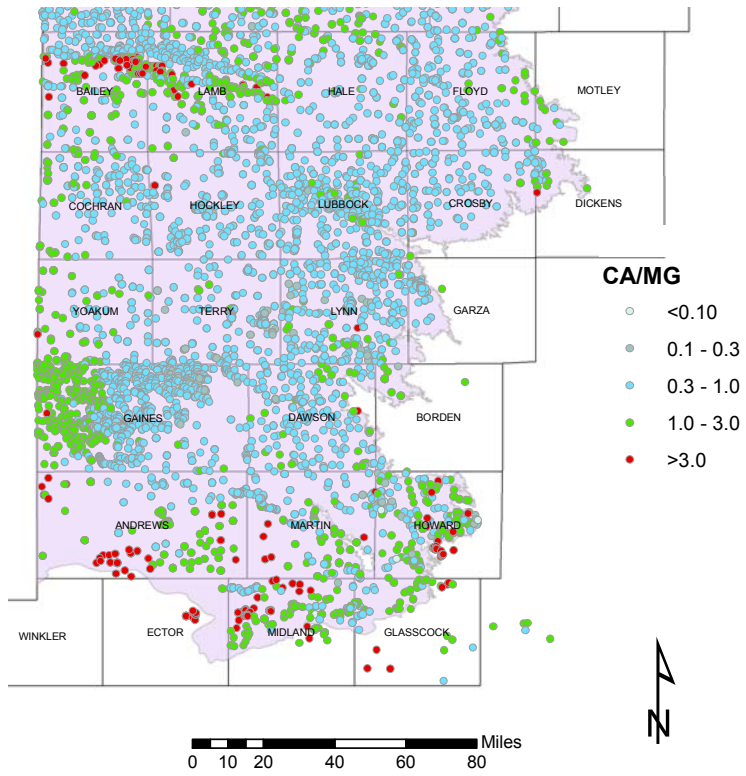 BAILEY LAMB HALE FLOYD MOTLEY
COCHRAN HOCKLEY LUBBOCK CROSBY DICKENS
YOAKUM TERRY LYNN GARZA
GAINES DAWSON BORDEN
ANDREWS MARTIN HOWARD
WINKLER ECTOR MIDLAND GLASSCOCK
CA/MG
<0.10
0.1 - 0.3
0.3 - 1.0
1.0 - 3.0
>3.0
N
Miles
0 10 20 40 60 80